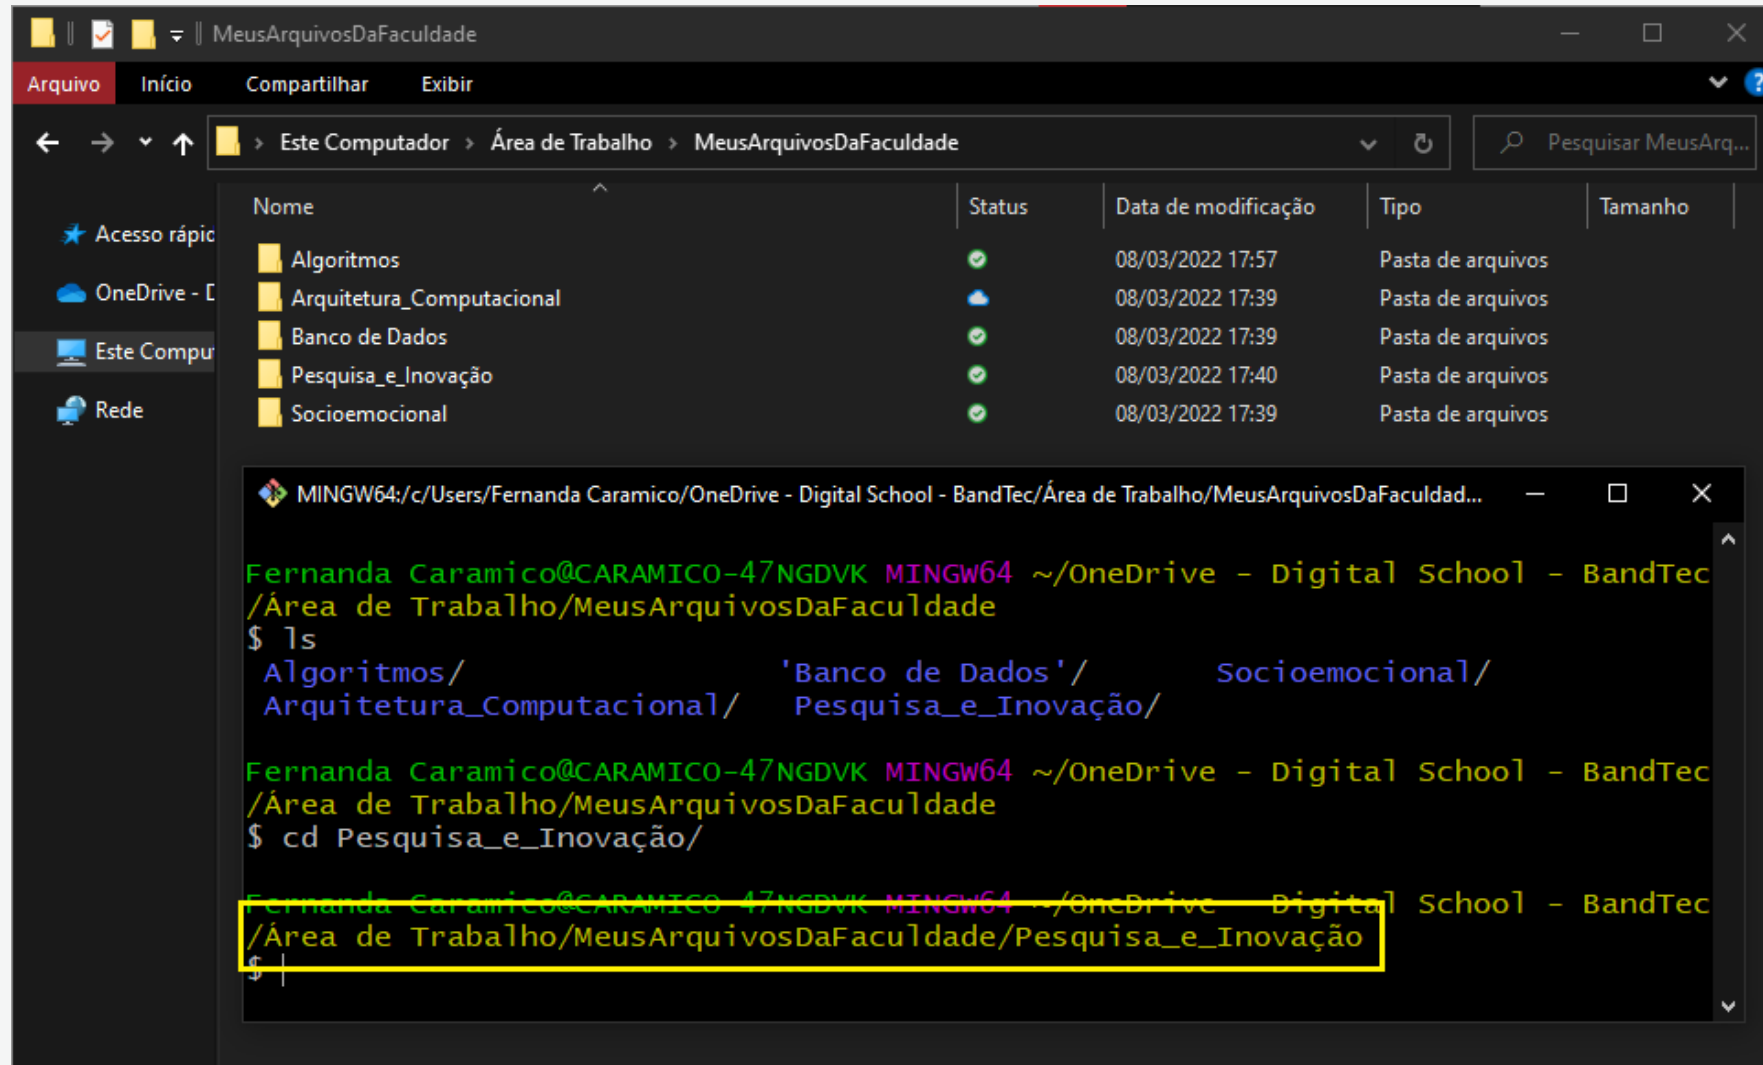 MeusArquivosDaFaculdade
Arquivo Início Compartilhar Exibir
Este Computador > Área de Trabalho > MeusArquivosDaFaculdade
Pesquisar MeusArq...
Nome Status Data de modificação Tipo Tamanho
Acesso rápic
OneDrive - D
Este Comput
Rede
Algoritmos 08/03/2022 17:57 Pasta de arquivos
Arquitetura_Computacional 08/03/2022 17:39 Pasta de arquivos
Banco de Dados 08/03/2022 17:39 Pasta de arquivos
Pesquisa_e_Inovação 08/03/2022 17:40 Pasta de arquivos
Socioemocional 08/03/2022 17:39 Pasta de arquivos
MINGW64:/c/Users/Fernanda Caramico/OneDrive - Digital School - BandTec/Área de Trabalho/MeusArquivosDaFaculdad...
Fernanda Caramico@CARAMICO-47NGDVK MINGW64 ~/OneDrive - Digital School - BandTec
/Área de Trabalho/MeusArquivosDaFaculdade
$ ls
Algoritmos/ 'Banco de Dados'/ Socioemocional/
Arquitetura_Computacional/ Pesquisa_e_Inovação/
Fernanda Caramico@CARAMICO-47NGDVK MINGW64 ~/OneDrive - Digital School - BandTec
/Área de Trabalho/MeusArquivosDaFaculdade
$ cd Pesquisa_e_Inovação/
Fernanda Caramico@CARAMICO-47NGDVK MINGW64 ~/OneDrive - Digital School - BandTec
/Área de Trabalho/MeusArquivosDaFaculdade/Pesquisa_e_Inovação
$